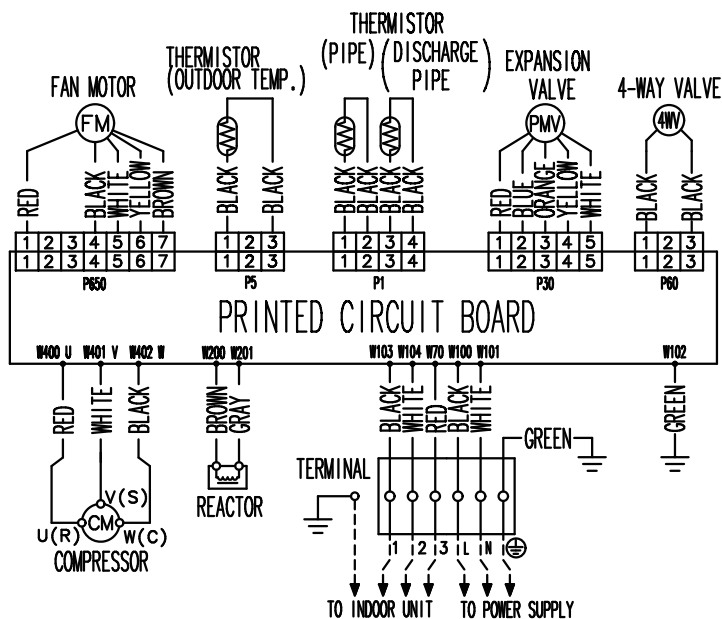 THERMISTOR
THERMISTOR (PIPE) (DISCHARGE EXPANSION
(OUTDOOR TEMP.) PIPE ) VALVE 4-WAY VALVE
FAN MOTOR
FM PMV 4WV
RED BLACK WHITE YELLOW BROWN BLACK BLACK BLACK BLACK BLACK BLACK RED BLUE ORANGE YELLOW WHITE BLACK BLACK
1 2 3 4 5 6 7 1 2 3 1 2 3 4 1 2 3 4 5 1 2 3
1 2 3 4 5 6 7 1 2 3 1 2 3 4 1 2 3 4 5 1 2 3
P650 P5 P1 P30 P60
PRINTED CIRCUIT BOARD
W400 U W401 V W402 W W200 W201 W103 W104 W70 W100 W101 W102
RED WHITE BLACK BROWN GRAY BLACK WHITE RED BLACK WHITE GREEN
GREEN
TERMINAL
V(S)
REACTOR
CM
U(R) W(C)
COMPRESSOR
1 2 3 L N
TO INDOOR UNIT TO POWER SUPPLY